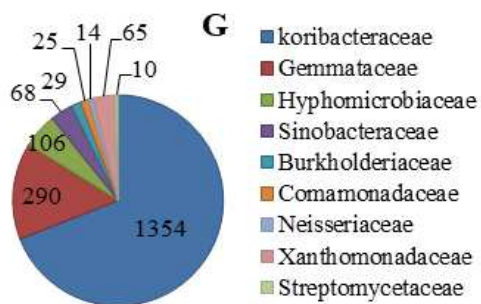 14
G
65
25
10
29
68
106
290
1354
koribacteraceae
Gemmataceae
Hyphomicrobiaceae
Sinobacteraceae
Burkholderiaceae
Comamonadaceae
Neisseriaceae
Xanthomonadaceae
Streptomycetaceae